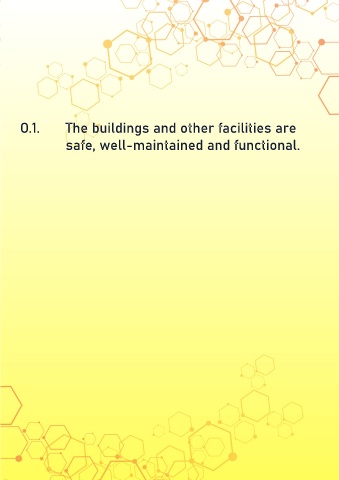 O.1. The buildings and other facilities are
safe, well-maintained and functional.